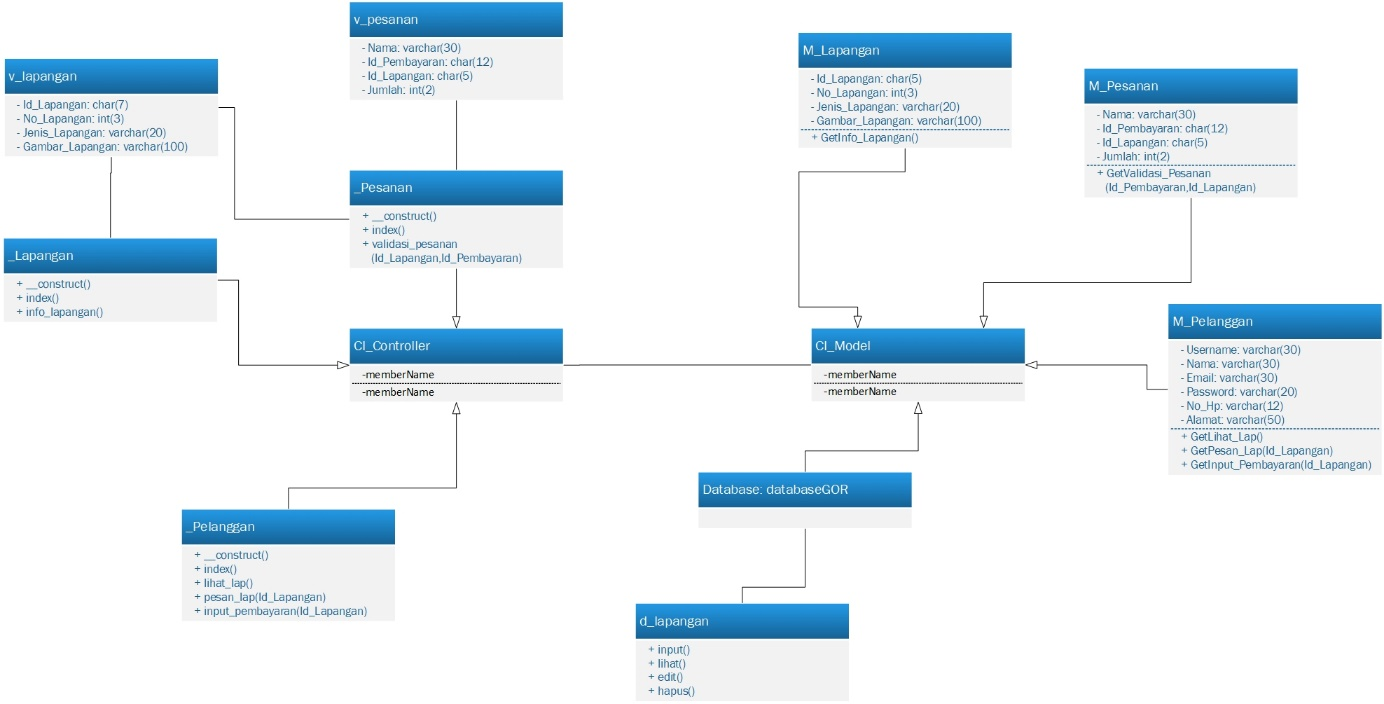 v_pesanan
- Nama: varchar(30)
- Id_Pembayaran: char(12)
- Id_Lapangan: char(5)
- Jumlah: int(2)
v_lapangan
- Id_Lapangan: char(7)
- No_Lapangan: int(3)
- Jenis_Lapangan: varchar(20)
- Gambar_Lapangan: varchar(100)
M_Lapangan
- Id_Lapangan: char(5)
- No_Lapangan: int(3)
- Jenis_Lapangan: varchar(20)
- Gambar_Lapangan: varchar(100)
+ GetInfo_Lapangan()
M_Pesanan
- Nama: varchar(30)
- Id_Pembayaran: char(12)
- Id_Lapangan: char(5)
- Jumlah: int(2)
+ GetValidasi_Pesanan
(Id_Pembayaran,Id_Lapangan)
_Pesanan
+ __construct()
+ index()
+ validasi_pesanan
(Id_Lapangan,Id_Pembayaran)
_Lapangan
+ __construct()
+ index()
+ info_lapangan()
CI_Controller
-memberName
-memberName
CI_Model
-memberName
-memberName
M_Pelanggan
- Username: varchar(30)
- Nama: varchar(30)
- Email: varchar(30)
- Password: varchar(20)
- No_Hp: varchar(12)
- Alamat: varchar(50)
+ GetLihat_Lap()
+ GetPesan_Lap(Id_Lapangan)
+ GetInput_Pembayaran(Id_Lapangan)
Database: databaseGOR
_Pelanggan
+ __construct()
+ index()
+ lihat_lap()
+ pesan_lap(Id_Lapangan)
+ input_pembayaran(Id_Lapangan)
d_lapangan
+ input()
+ lihat()
+ edit()
+ hapus()